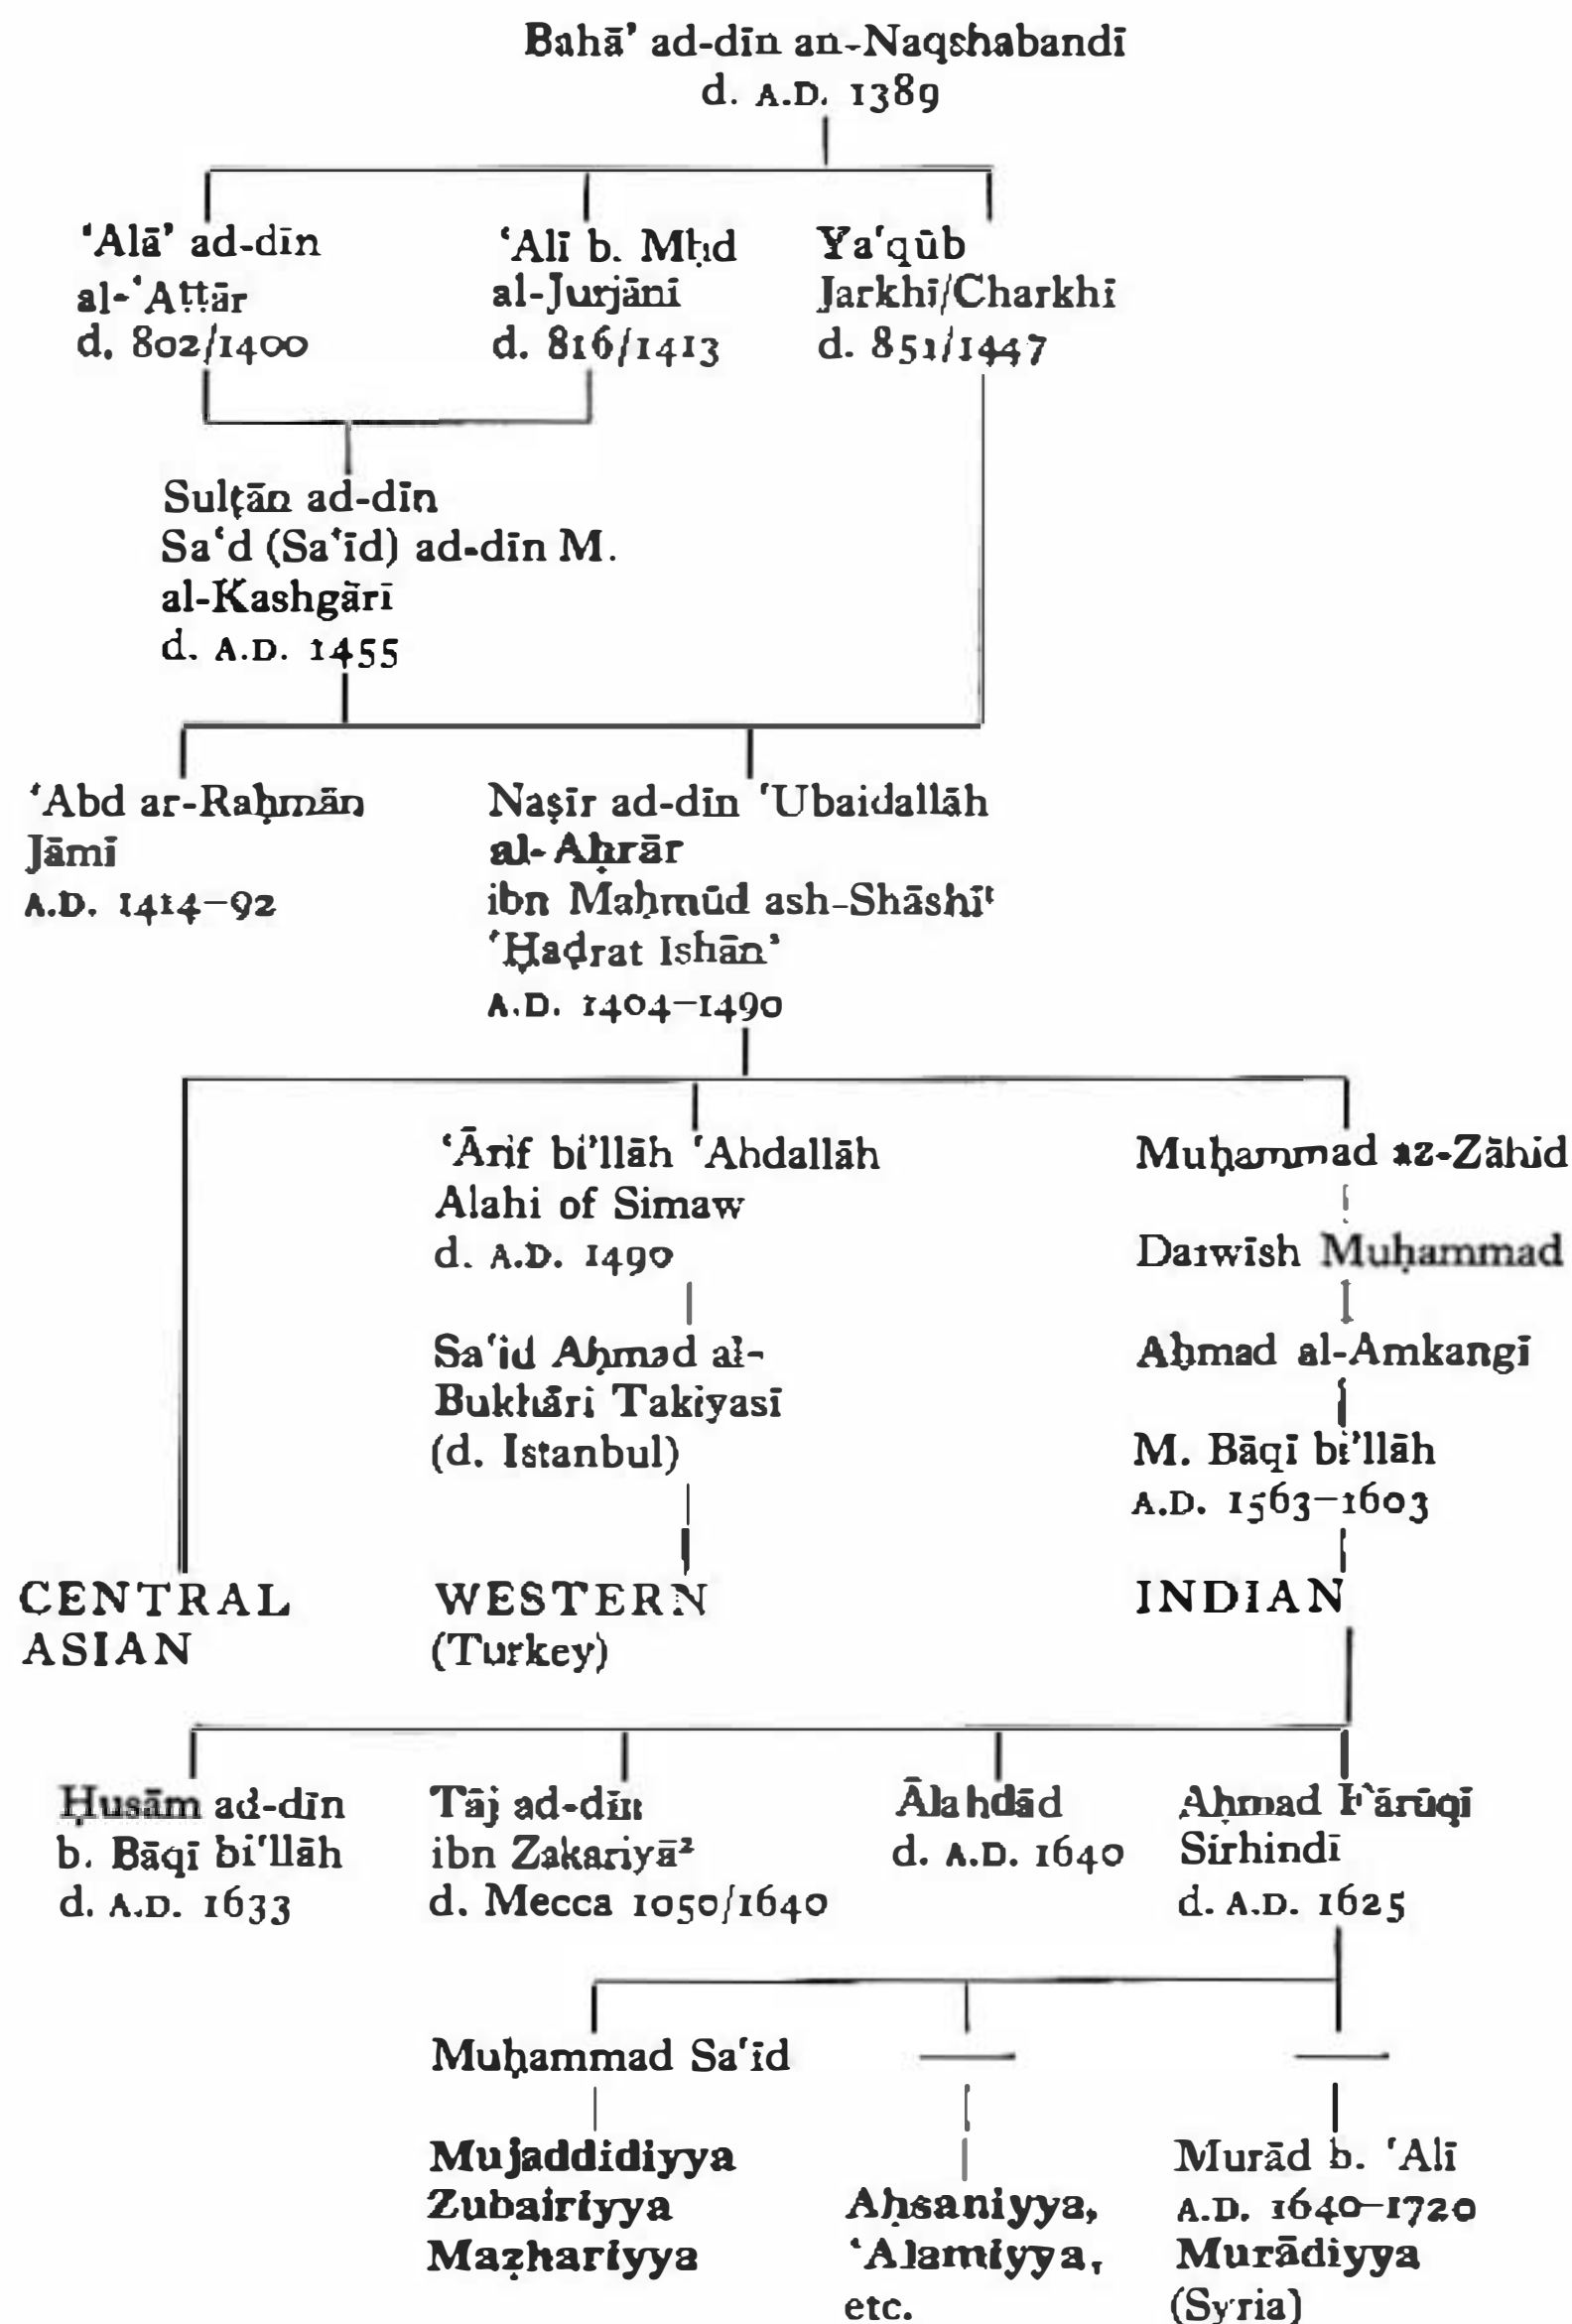 Bahā’ ad-dīn an-Naqshabandī
d. A.D. 1389
‘Alā’ ad-dīn
al-‘Aṭṭār
d. 802/1400
‘Alī b. Mḥd
al-Jurjānī
d. 816/1413
Ya‘qūb
Jarkhī/Charkhī
d. 851/1447
Sulṭān ad-dīn
Sa‘d (Sa‘īd) ad-dīn M.
al-Kashgārī
d. A.D. 1455
‘Abd ar-Raḥmān
Jāmī
A.D. 1414–92
Naṣīr ad-dīn ‘Ubaidallāh
al-Aḥrār
ibn Maḥmūd ash-Shāshī¹
‘Ḥaḍrat Ishān’
A.D. 1404–1490
‘Ārif bi’llāh ‘Abdallāh
Alahi of Simaw
d. A.D. 1490
Muḥammad az-Zāhid
Darwīsh Muḥammad
Sa‘id Aḥmad al-
Bukhāri Takiyasī
(d. Istanbul)
Aḥmad al-Amkangī
M. Bāqī bi’llāh
A.D. 1563–1603
CENTRAL
ASIAN
WESTERN
(Turkey)
INDIAN
Ḥusām ad-dīn
b. Bāqī bi’llāh
d. A.D. 1633
Tāj ad-dīn
ibn Zakariyā²
d. Mecca 1050/1640
Ālahdād
d. A.D. 1640
Aḥmad Fārūqī
Sirhindī
d. A.D. 1625
Muḥammad Sa‘īd
Mujaddidiyya
Zubairiyya
Maẓhariyya
Aḥsaniyya,
‘Alamiyya,
etc.
Murād b. ‘Alī
A.D. 1640–1720
Murādiyya
(Syria)